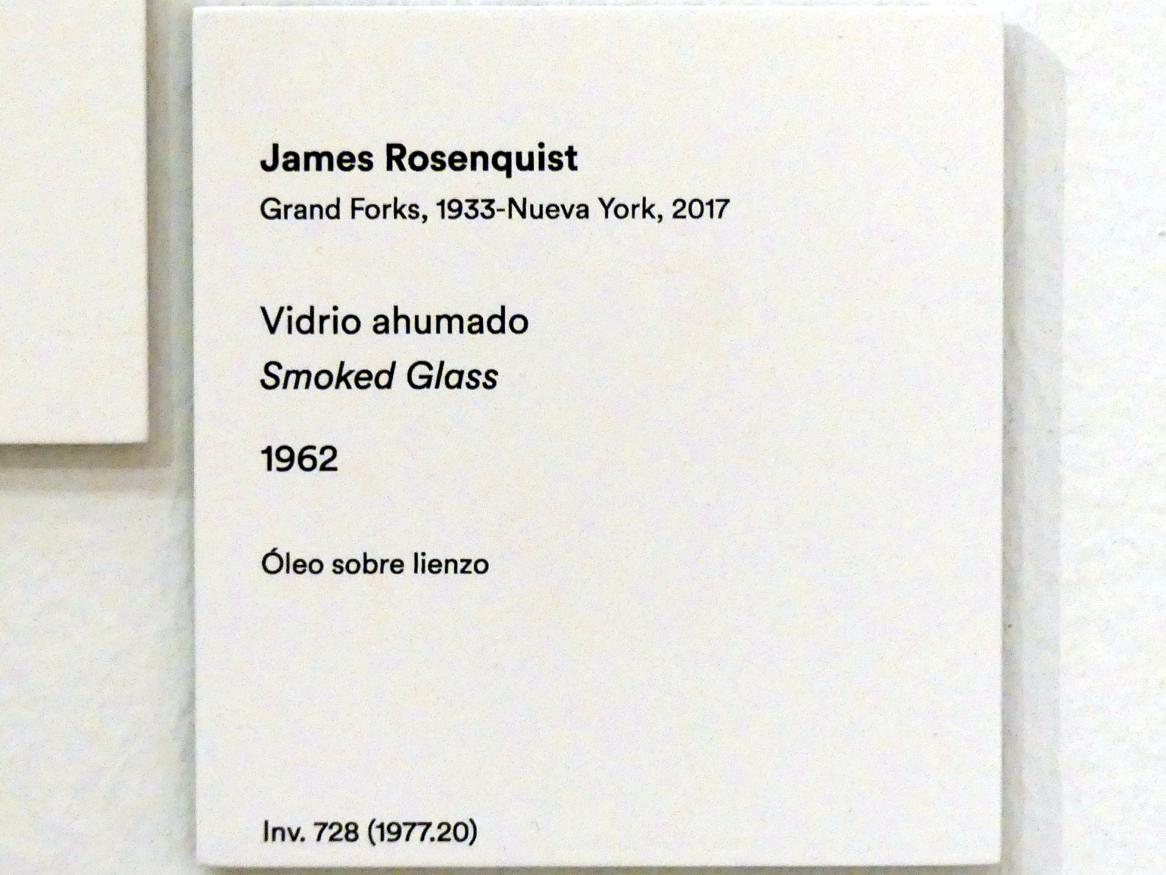 James Rosenquist
Grand Forks, 1933-Nueva York, 2017
Vidrio ahumado
Smoked Glass
1962
Óleo sobre lienzo
Inv. 728 (1977.20)